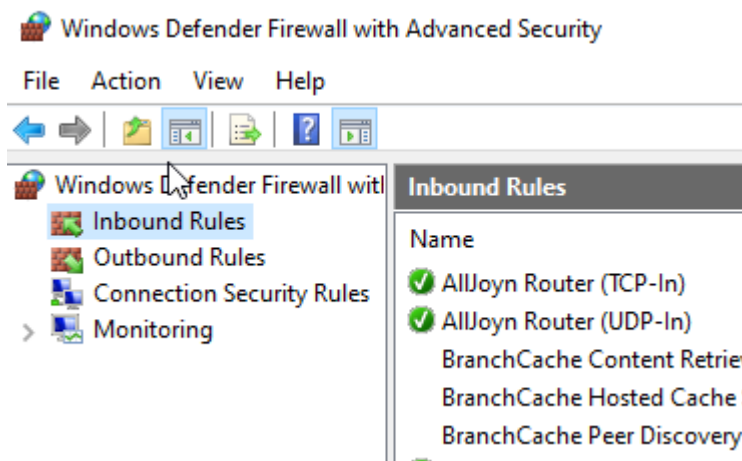 Windows Defender Firewall with Advanced Security
File Action View Help
Windows Defender Firewall with
Inbound Rules
Outbound Rules
Connection Security Rules
Monitoring
Inbound Rules
Name
AllJoyn Router (TCP-In)
AllJoyn Router (UDP-In)
BranchCache Content Retrie
BranchCache Hosted Cache
BranchCache Peer Discovery